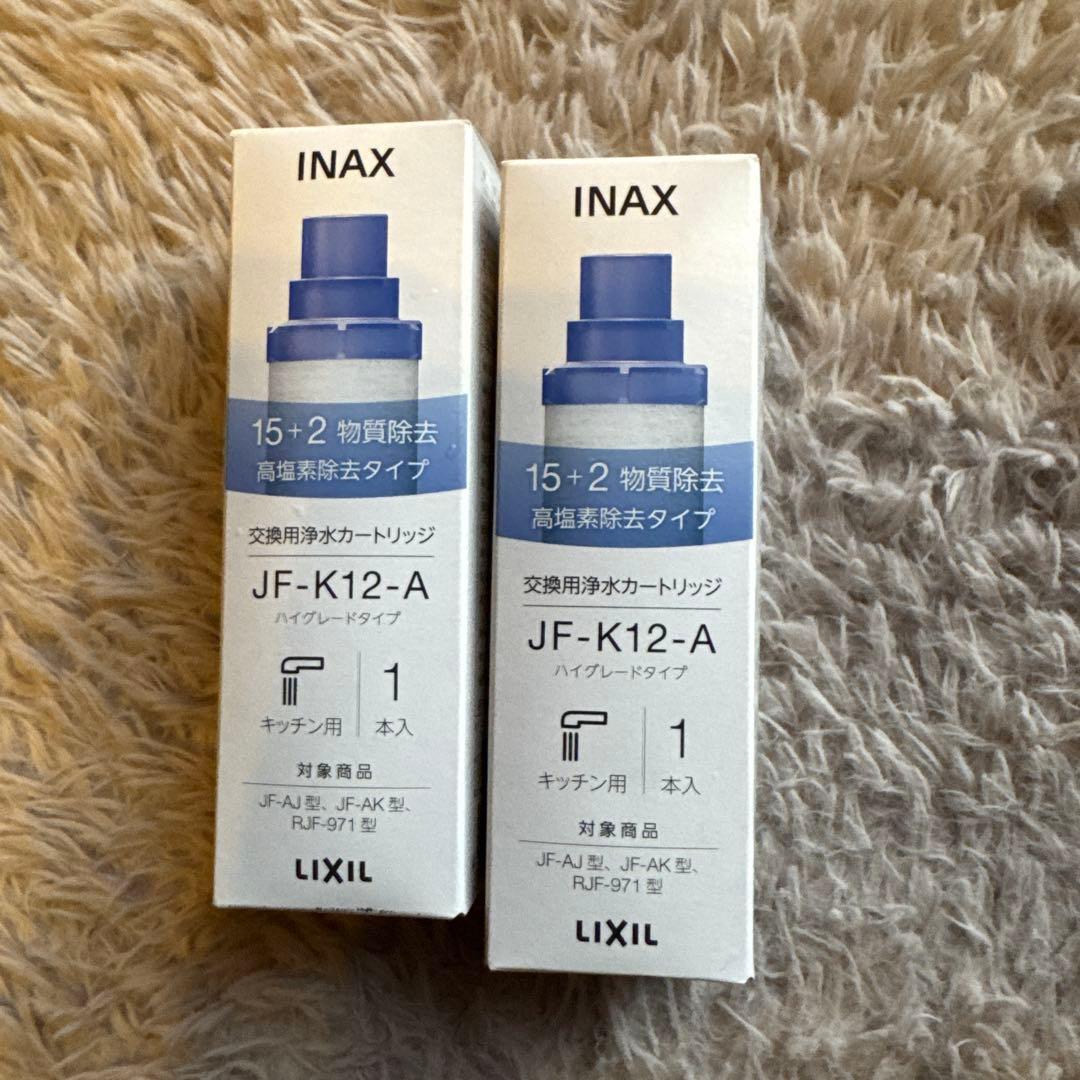 INAX
15+2 物質除去
高塩素除去タイプ
交換用浄水カートリッジ
JF-K12-A
ハイグレードタイプ
キッチン用
1
本入
対象商品
JF-AJ型、JF-AK型、
RJF-971型
LIXIL
INAX
15+2 物質除去
高塩素除去タイプ
交換用浄水カートリッジ
JF-K12-A
ハイグレードタイプ
キッチン用
1
本入
対象商品
JF-AJ型、JF-AK型、
RJF-971型
LIXIL